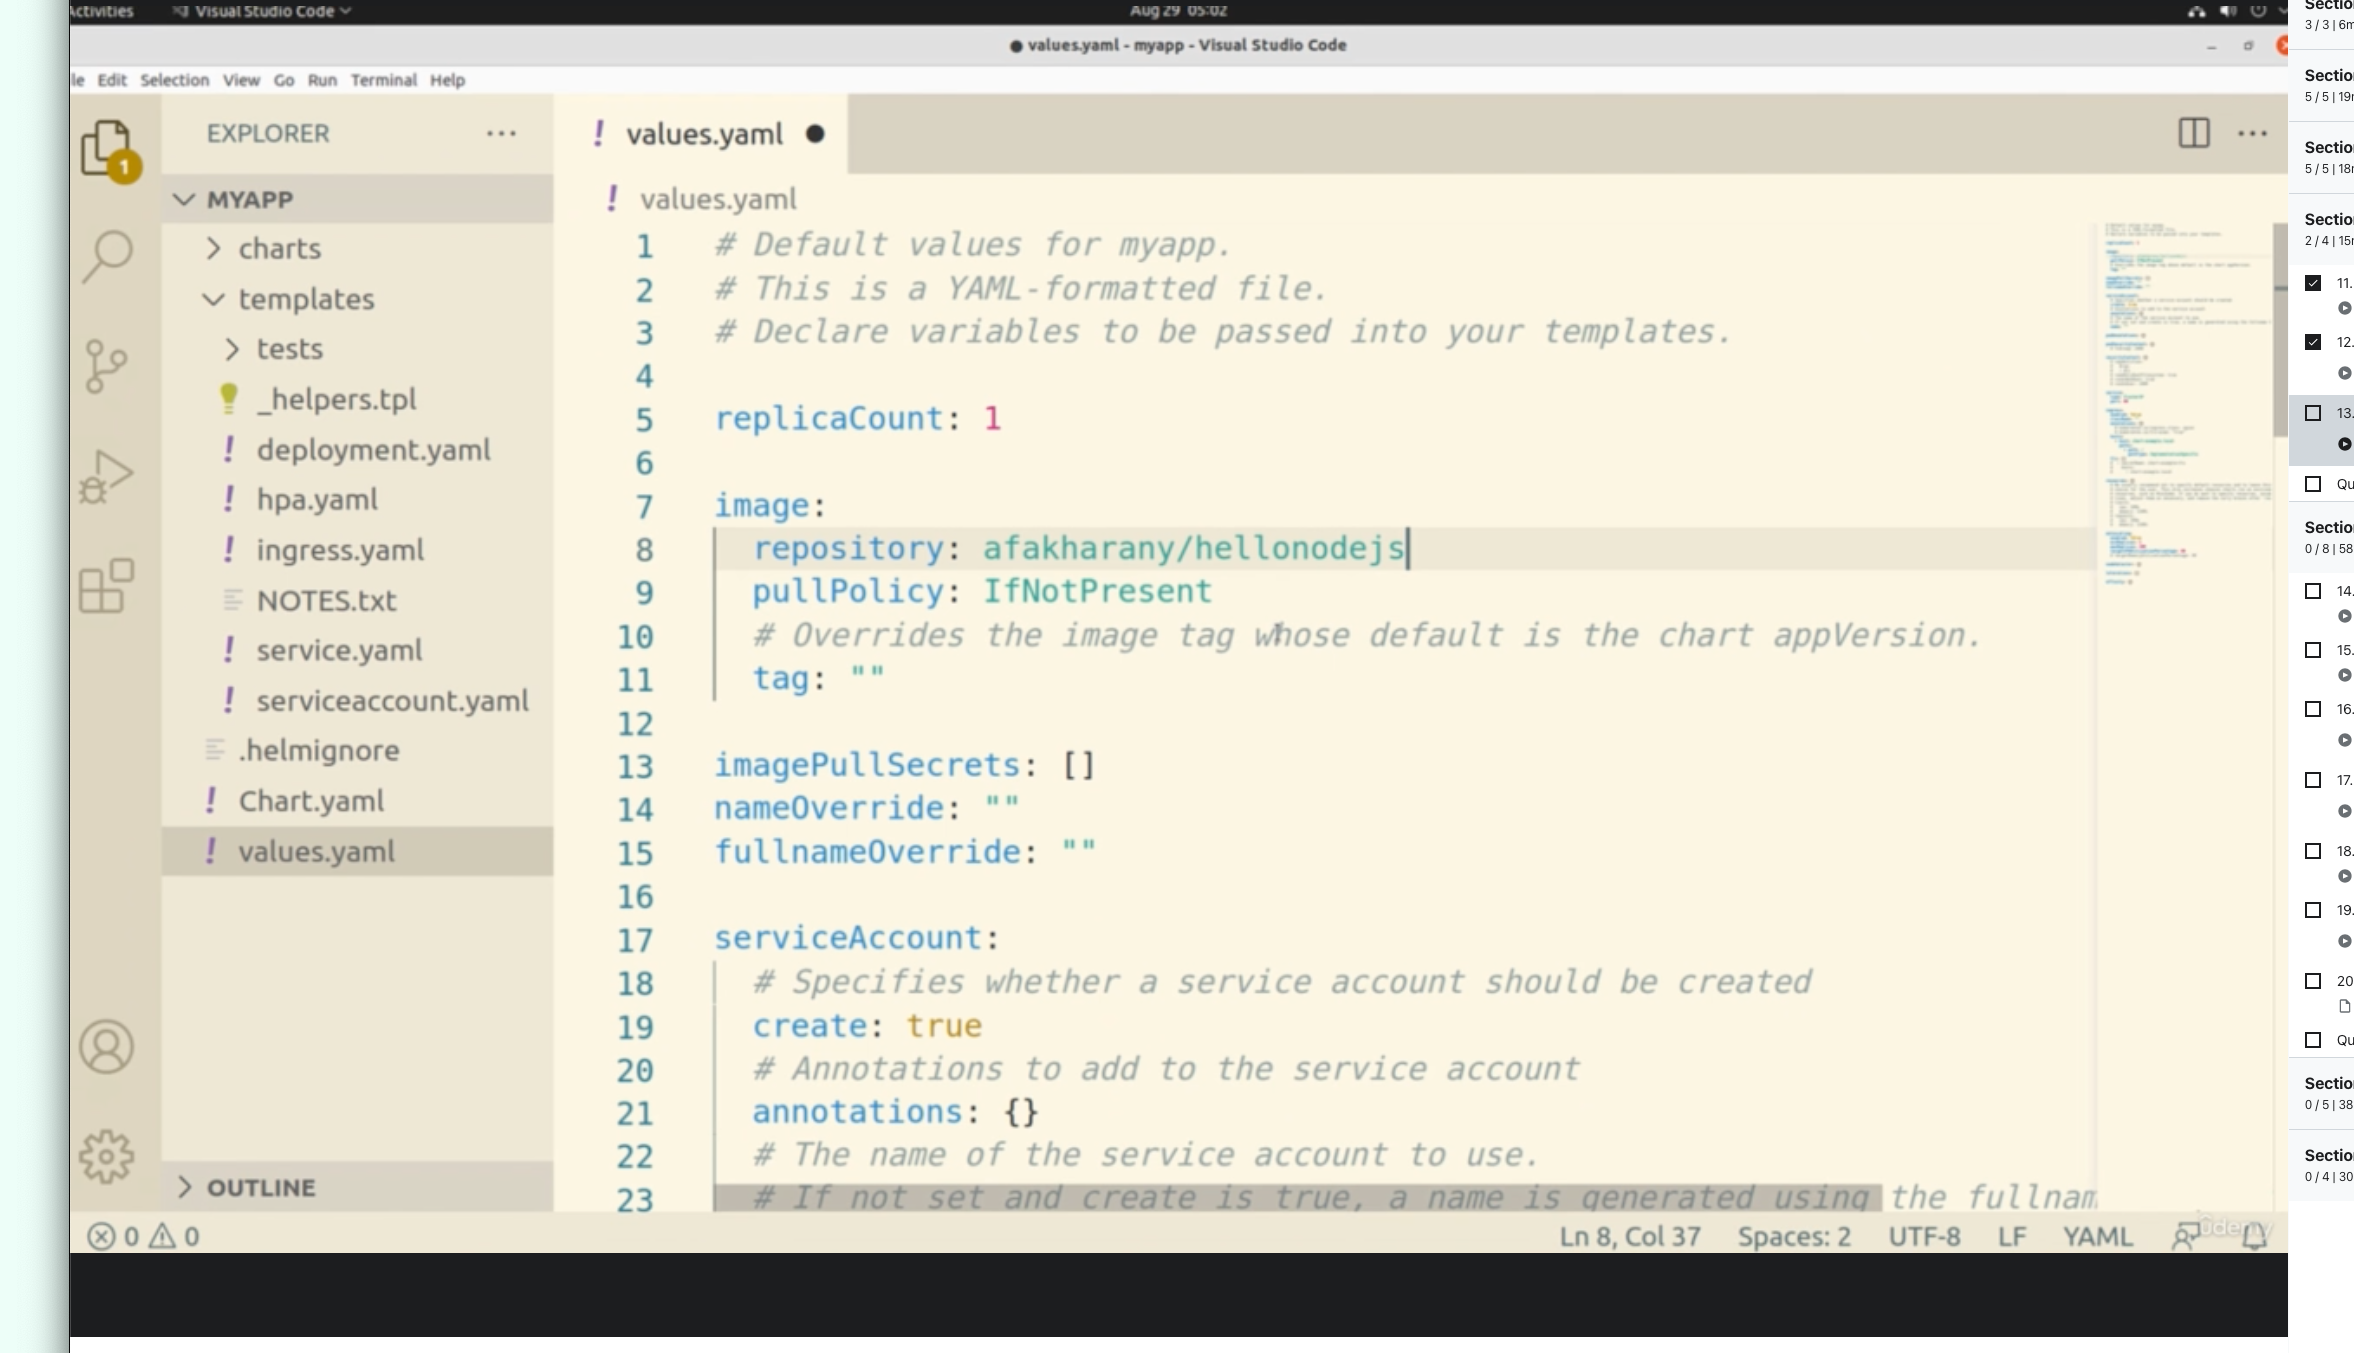 Activities Visual Studio Code Aug 29 05:02
values.yaml - myapp - Visual Studio Code
Edit Selection View Go Run Terminal Help
EXPLORER
1
MYAPP
charts
templates
tests
_helpers.tpl
deployment.yaml
hpa.yaml
ingress.yaml
NOTES.txt
service.yaml
serviceaccount.yaml
.helmignore
Chart.yaml
values.yaml
OUTLINE
values.yaml
values.yaml
1 # Default values for myapp.
2 # This is a YAML-formatted file.
3 # Declare variables to be passed into your templates.
4
5 replicaCount: 1
6
7 image:
8 repository: afakharany/hellonodejs
9 pullPolicy: IfNotPresent
10 # Overrides the image tag whose default is the chart appVersion.
11 tag: ""
12
13 imagePullSecrets: []
14 nameOverride: ""
15 fullnameOverride: ""
16
17 serviceAccount:
18 # Specifies whether a service account should be created
19 create: true
20 # Annotations to add to the service account
21 annotations: {}
22 # The name of the service account to use.
23 # If not set and create is true, a name is generated using the fullnam
0 0 Ln 8, Col 37 Spaces: 2 UTF-8 LF YAML
udemy
3 / 3 | 6m
Sectio
5 / 5 | 19
Sectio
5 / 5 | 18
Sectio
2 / 4 | 15
11.
12.
13.
Qu
Sectio
0 / 8 | 58
14.
15.
16.
17.
18.
19.
20
Qu
Sectio
0 / 5 | 38
Sectio
0 / 4 | 30